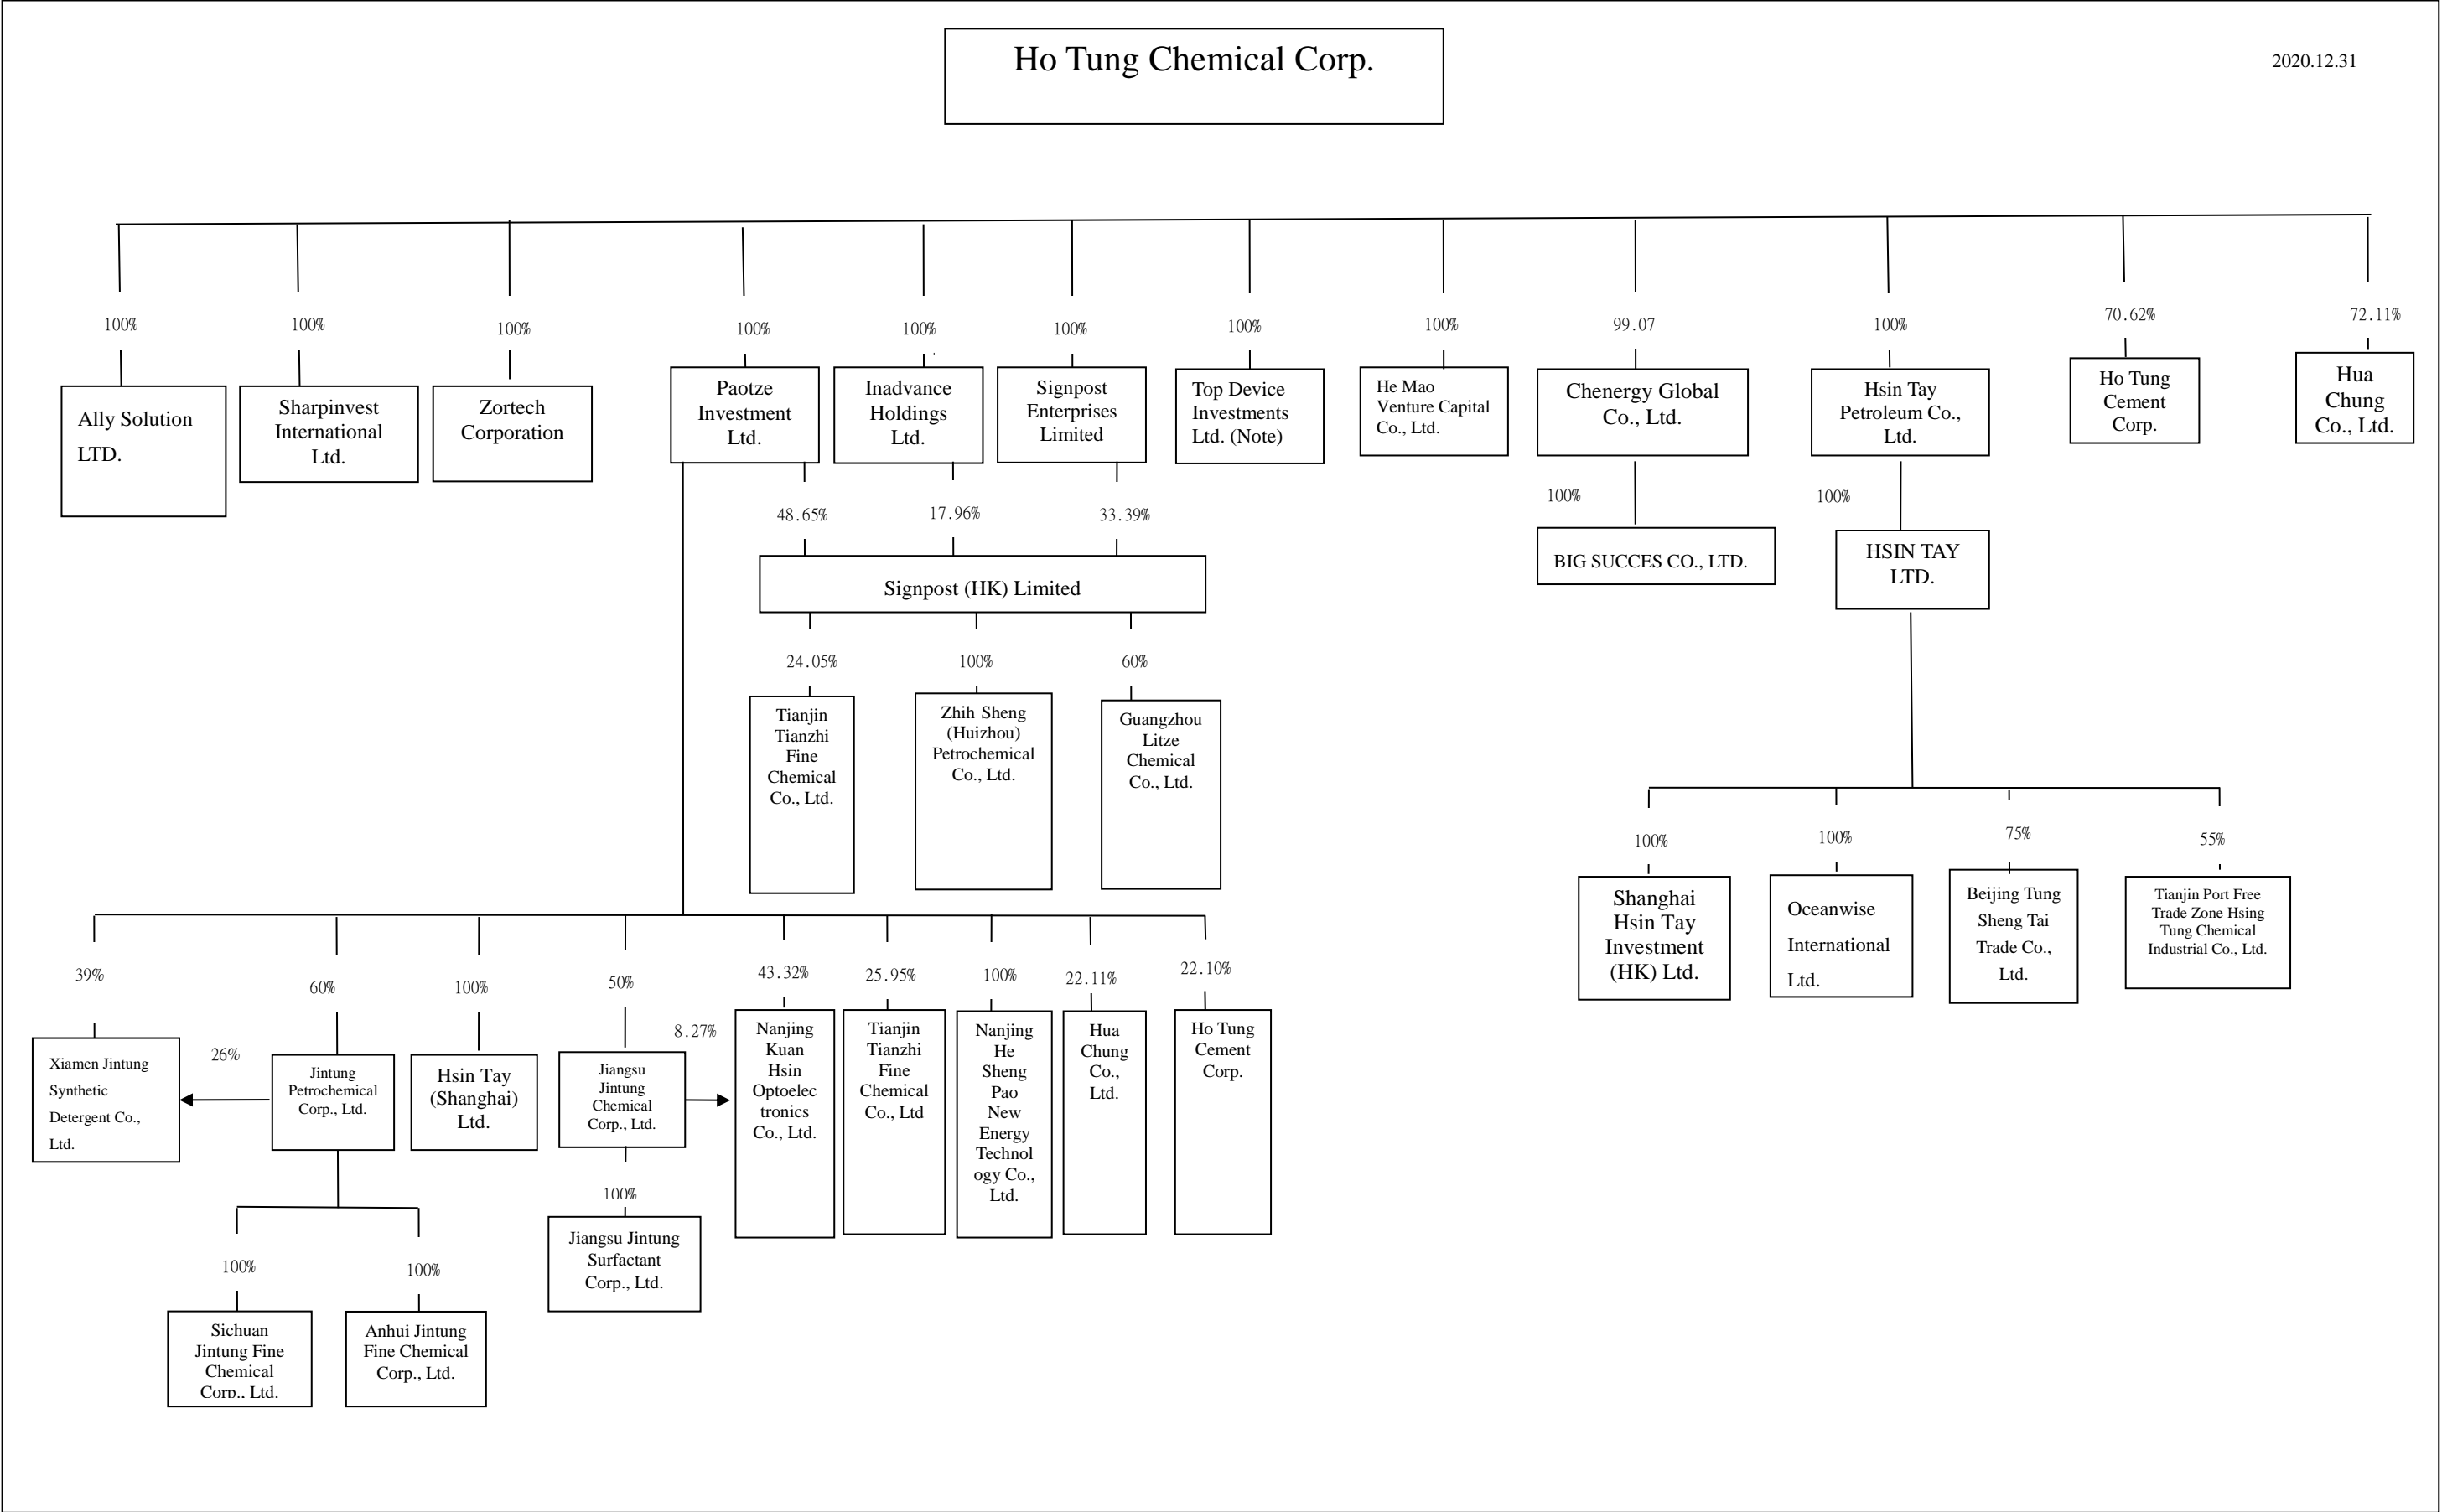 Ho Tung Chemical Corp.
2020.12.31
100%
100%
100%
100%
100%
100%
100%
100%
99.07
100%
70.62%
72.11%
Ally Solution
LTD.
Sharpinvest
International
Ltd.
Zortech
Corporation
Paotze
Investment
Ltd.
Inadvance
Holdings
Ltd.
Signpost
Enterprises
Limited
Top Device
Investments
Ltd. (Note)
He Mao
Venture Capital
Co., Ltd.
Chenergy Global
Co., Ltd.
Hsin Tay
Petroleum Co.,
Ltd.
Ho Tung
Cement
Corp.
Hua
Chung
Co., Ltd.
48.65%
17.96%
33.39%
100%
100%
Signpost (HK) Limited
BIG SUCCES CO., LTD.
HSIN TAY
LTD.
24.05%
100%
60%
Tianjin
Tianzhi
Fine
Chemical
Co., Ltd.
Zhih Sheng
(Huizhou)
Petrochemical
Co., Ltd.
Guangzhou
Litze
Chemical
Co., Ltd.
100%
100%
75%
55%
Shanghai
Hsin Tay
Investment
(HK) Ltd.
Oceanwise
International
Ltd.
Beijing Tung
Sheng Tai
Trade Co.,
Ltd.
Tianjin Port Free
Trade Zone Hsing
Tung Chemical
Industrial Co., Ltd.
39%
60%
100%
50%
43.32%
25.95%
100%
22.11%
22.10%
Xiamen Jintung
Synthetic
Detergent Co.,
Ltd.
26%
Jintung
Petrochemical
Corp., Ltd.
Hsin Tay
(Shanghai)
Ltd.
Jiangsu
Jintung
Chemical
Corp., Ltd.
8.27%
Nanjing
Kuan
Hsin
Optoelec
tronics
Co., Ltd.
Tianjin
Tianzhi
Fine
Chemical
Co., Ltd
Nanjing
He
Sheng
Pao
New
Energy
Technol
ogy Co.,
Ltd.
Hua
Chung
Co.,
Ltd.
Ho Tung
Cement
Corp.
100%
Jiangsu Jintung
Surfactant
Corp., Ltd.
100%
100%
Sichuan
Jintung Fine
Chemical
Corp., Ltd.
Anhui Jintung
Fine Chemical
Corp., Ltd.